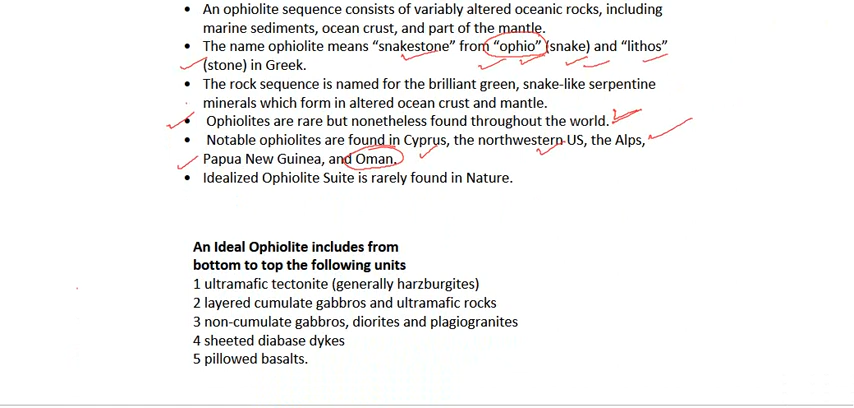 • An ophiolite sequence consists of variably altered oceanic rocks, including
marine sediments, ocean crust, and part of the mantle.
• The name ophiolite means “snakestone” from “ophio” (snake) and “lithos”
(stone) in Greek.
• The rock sequence is named for the brilliant green, snake-like serpentine
minerals which form in altered ocean crust and mantle.
• Ophiolites are rare but nonetheless found throughout the world.
• Notable ophiolites are found in Cyprus, the northwestern US, the Alps,
Papua New Guinea, and Oman.
• Idealized Ophiolite Suite is rarely found in Nature.
An Ideal Ophiolite includes from
bottom to top the following units
1 ultramafic tectonite (generally harzburgites)
2 layered cumulate gabbros and ultramafic rocks
3 non-cumulate gabbros, diorites and plagiogranites
4 sheeted diabase dykes
5 pillowed basalts.